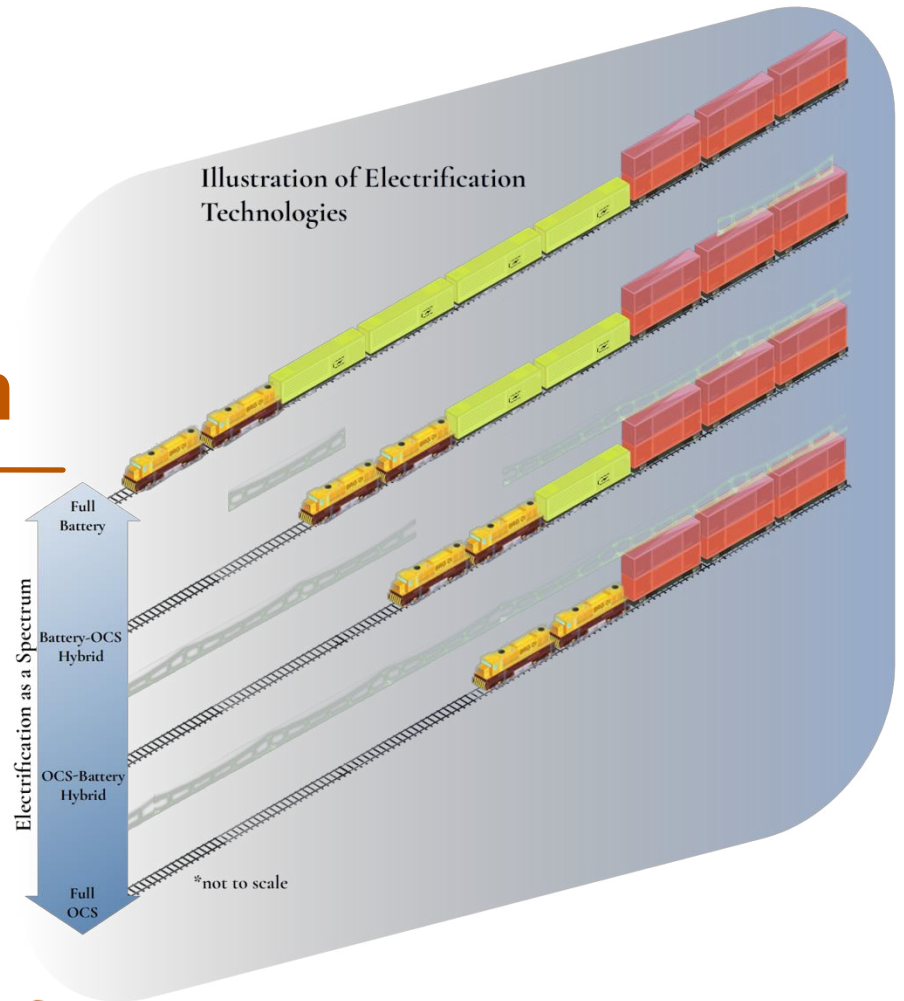 Illustration of Electrification
Technologies
Full
Battery
Battery-OCS
Hybrid
OCS-Battery
Hybrid
Full
OCS
Electrification as a Spectrum
*not to scale